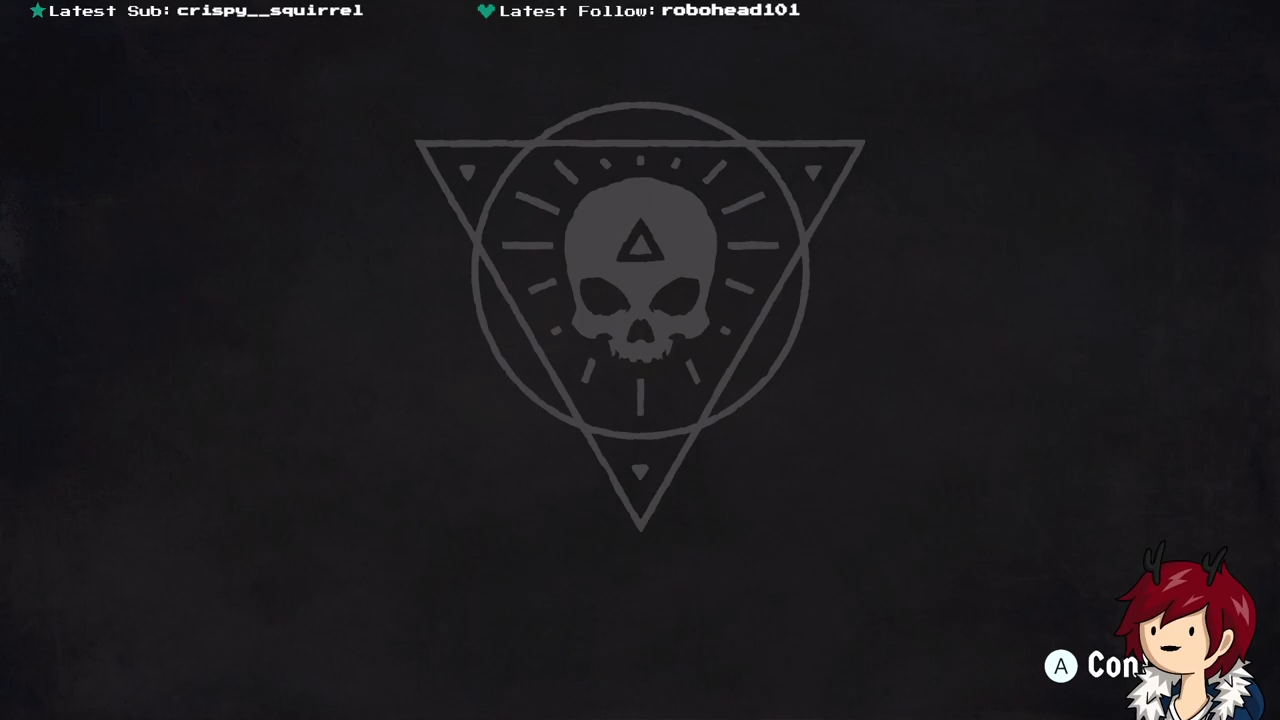 Latest Sub: crispy__squirrel
Latest Follow: robohead101
A Con